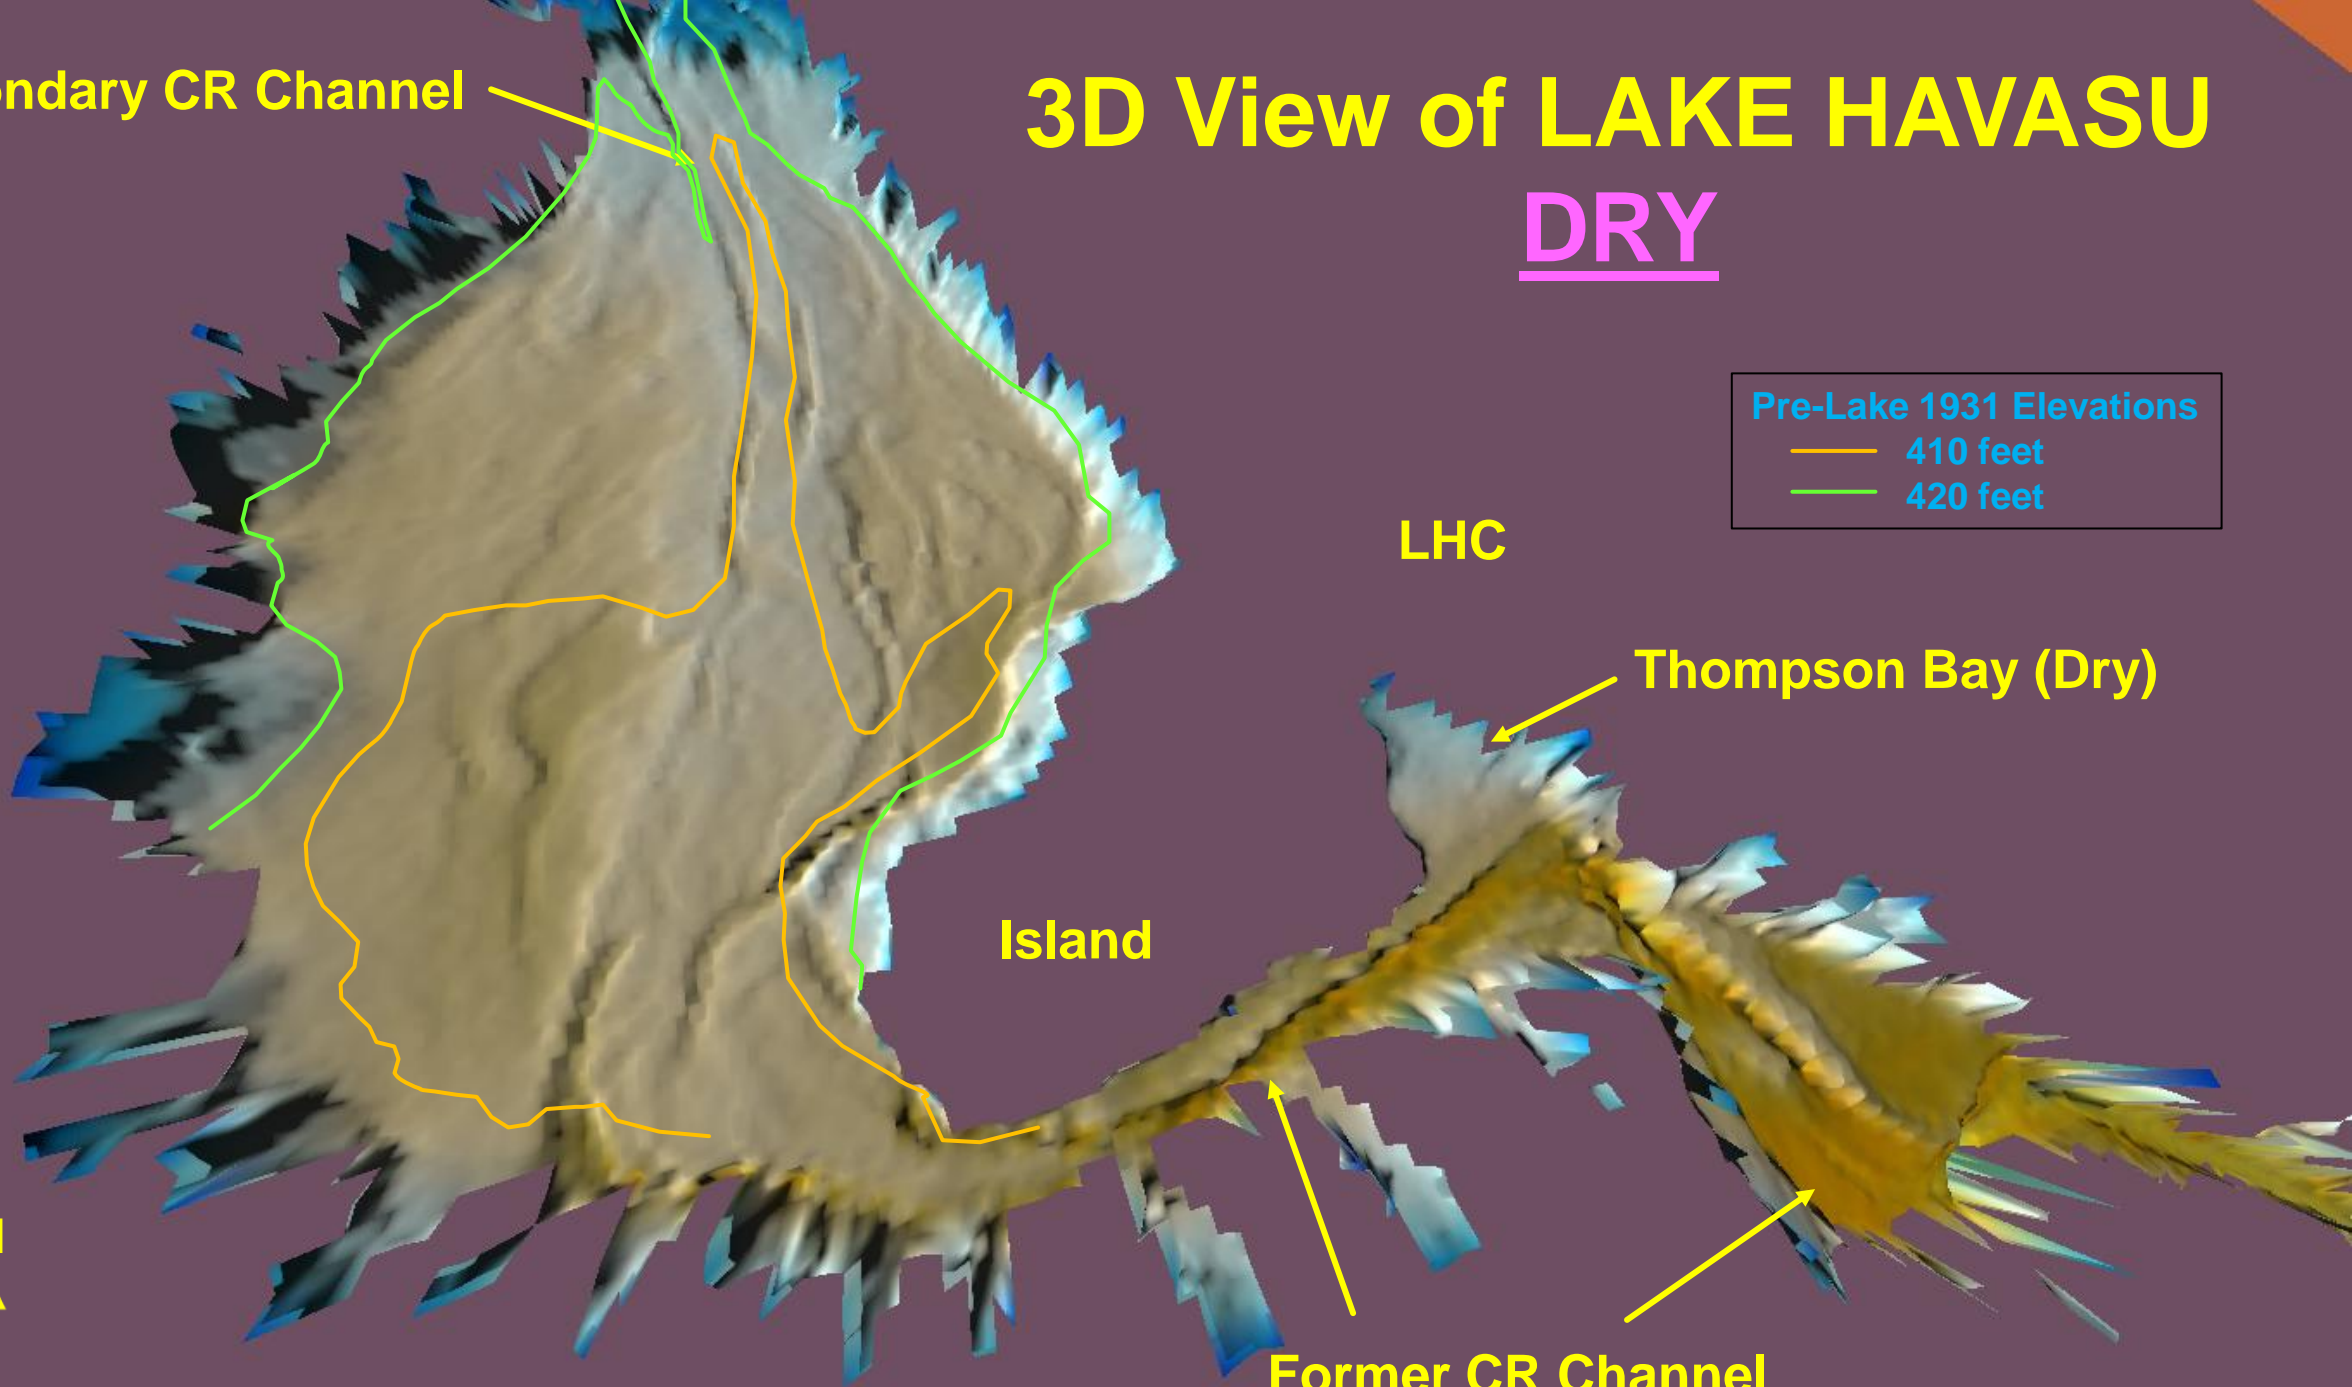 ndary CR Channel
3D View of LAKE HAVASU
DRY
Pre-Lake 1931 Elevations
410 feet
420 feet
LHC
Thompson Bay (Dry)
Island
Former CR Channel